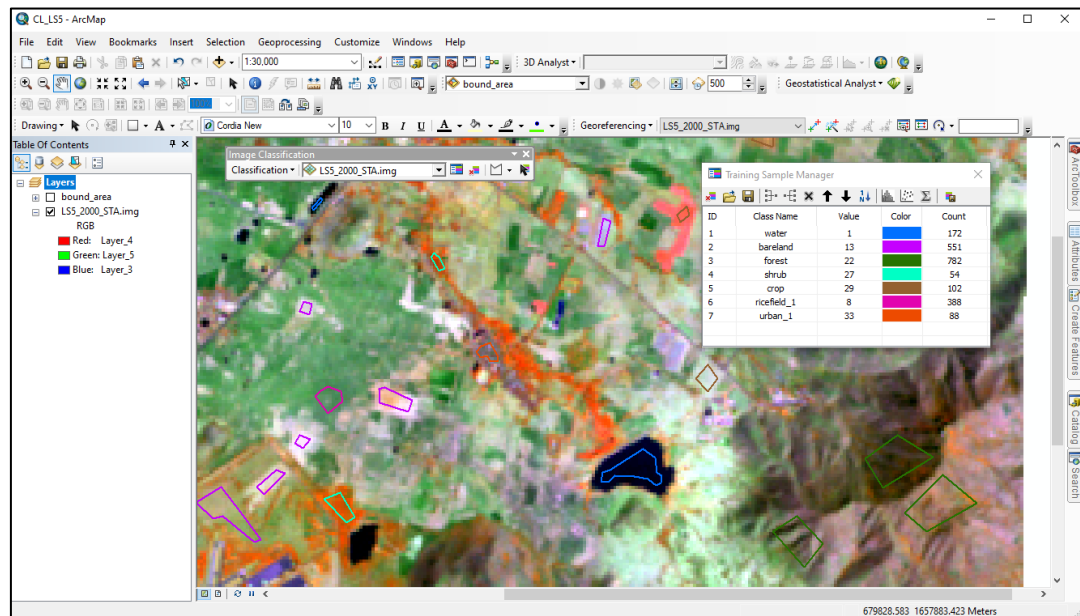 CL_LS5 - ArcMap
File Edit View Bookmarks Insert Selection Geoprocessing Customize Windows Help
1:30,000 3D Analyst
bound_area 500 Geostatistical Analyst
Drawing A Cordia New 10 B I U A Georeferencing LS5_2000_STA.img
Table Of Contents
Layers
bound_area
LS5_2000_STA.img
RGB
Red: Layer_4
Green: Layer_5
Blue: Layer_3
Image Classification
Classification LS5_2000_STA.img
Training Sample Manager
ID Class Name Value Color Count
1 water 1 172
2 bareland 13 551
3 forest 22 782
4 shrub 27 54
5 crop 29 102
6 ricefield_1 8 388
7 urban_1 33 88
ArcToolbox
Attributes
Create Features
Catalog
Search
679828.583 1657883.423 Meters